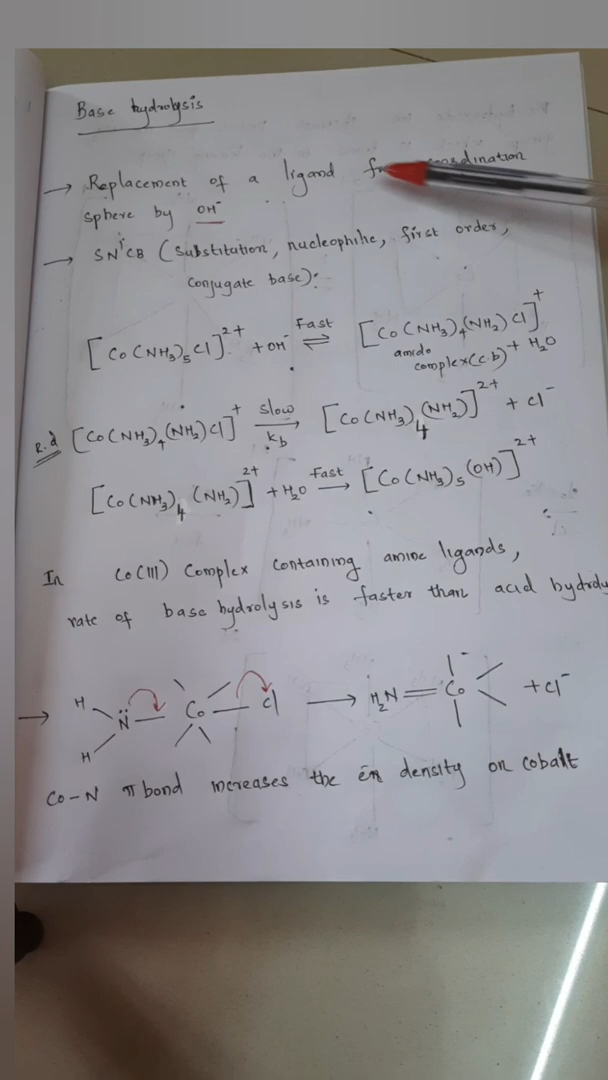 Base hydrolysis
→ Replacement of a ligand coordination
sphere by OH⁻
→ SN¹CB (Substitution, nucleophilic, first order,
conjugate base):
[Co(NH₃)₅Cl]²⁺ + OH⁻ ⇌ Fast [Co(NH₃)₄(NH₂)Cl]⁺ + H₂O
amido
complex(c.b)
R.d [Co(NH₃)₄(NH₂)Cl]⁺ slow → k_b [Co(NH₃)₄(NH₂)]²⁺ + Cl⁻
[Co(NH₃)₄(NH₂)]²⁺ + H₂O Fast → [Co(NH₃)₅(OH)]²⁺
In Co(III) Complex containing amine ligands,
rate of base hydrolysis is faster than acid hydroly
→ H H N̈ — Co — Cl → H₂N = Co⁻ + Cl⁻
Co-N π bond increases the density on cobalt